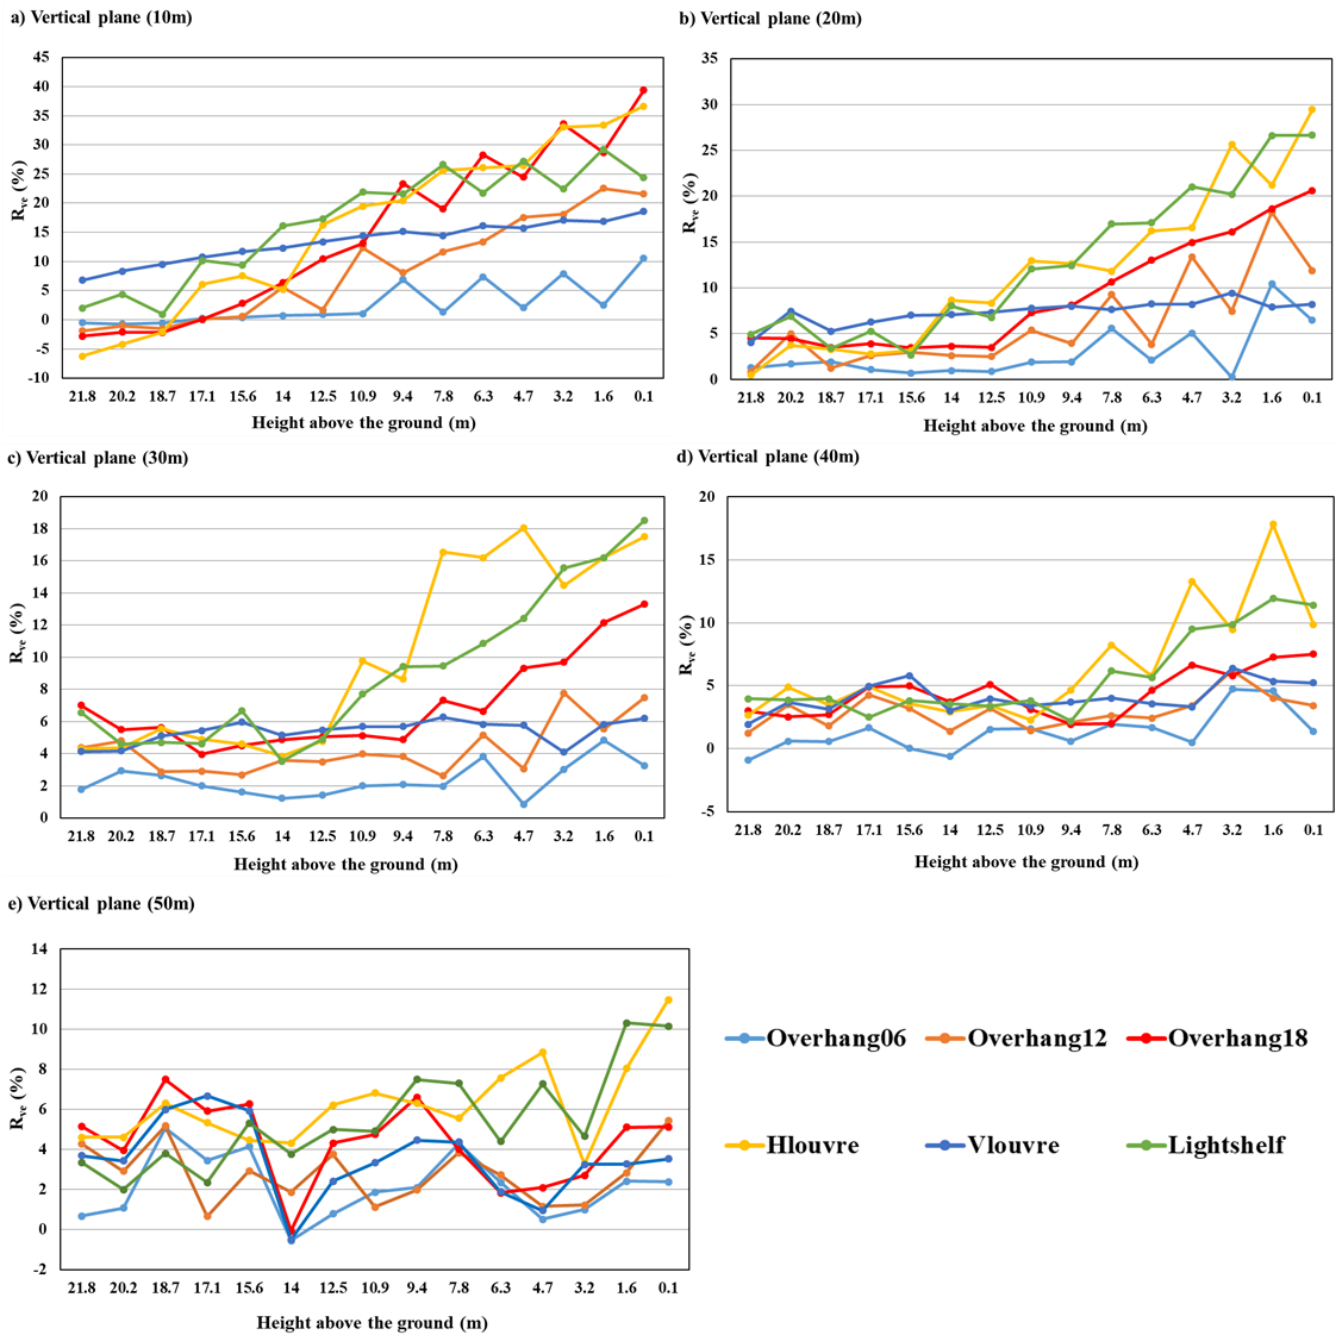 a) Vertical plane (10m)
45
40
35
30
25
20
15
10
5
0
-5
-10
Rve (%)
21.8 20.2 18.7 17.1 15.6 14 12.5 10.9 9.4 7.8 6.3 4.7 3.2 1.6 0.1
Height above the ground (m)
b) Vertical plane (20m)
35
30
25
20
15
10
5
0
Rve (%)
21.8 20.2 18.7 17.1 15.6 14 12.5 10.9 9.4 7.8 6.3 4.7 3.2 1.6 0.1
Height above the ground (m)
c) Vertical plane (30m)
20
18
16
14
12
10
8
6
4
2
0
Rve (%)
21.8 20.2 18.7 17.1 15.6 14 12.5 10.9 9.4 7.8 6.3 4.7 3.2 1.6 0.1
Height above the ground (m)
d) Vertical plane (40m)
20
15
10
5
0
-5
Rve (%)
21.8 20.2 18.7 17.1 15.6 14 12.5 10.9 9.4 7.8 6.3 4.7 3.2 1.6 0.1
Height above the ground (m)
e) Vertical plane (50m)
14
12
10
8
6
4
2
0
-2
Rve (%)
21.8 20.2 18.7 17.1 15.6 14 12.5 10.9 9.4 7.8 6.3 4.7 3.2 1.6 0.1
Height above the ground (m)
Overhang06 Overhang12 Overhang18
Hlouvre Vlouvre Lightshelf